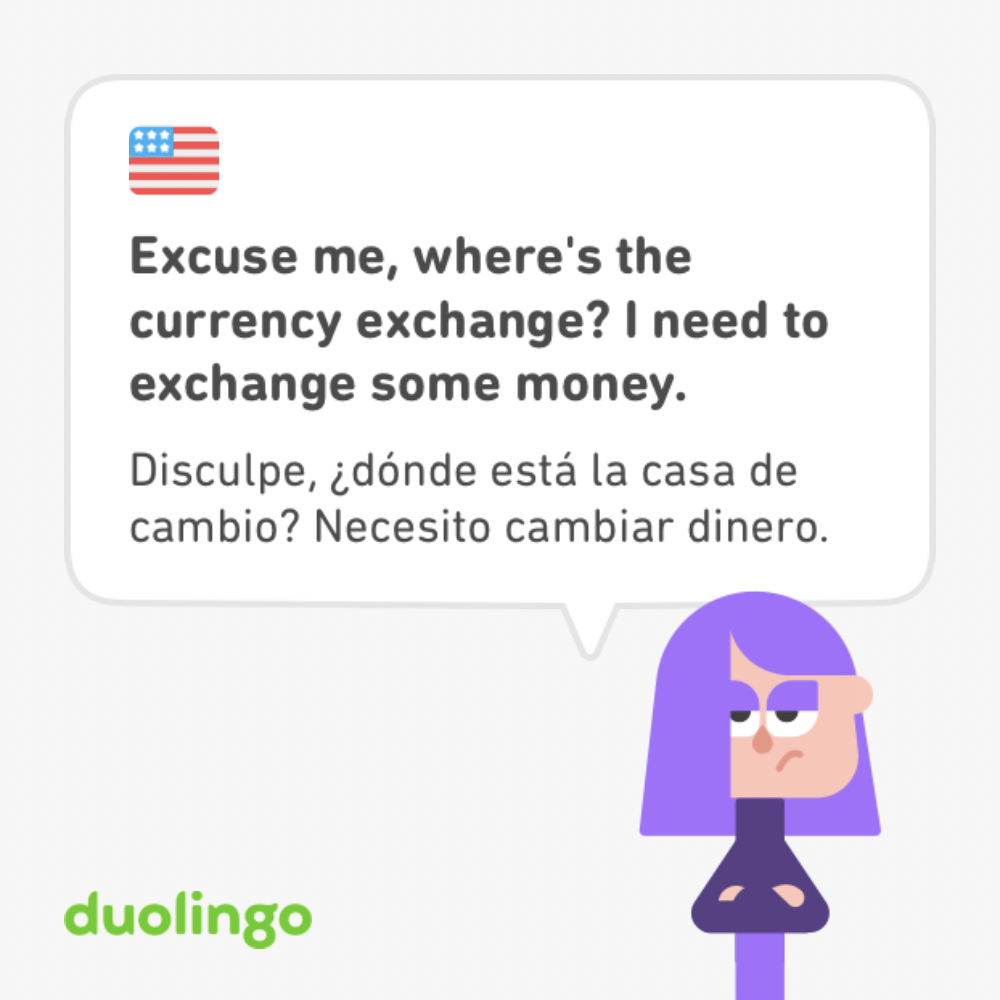 Excuse me, where's the
currency exchange? I need to
exchange some money.
Disculpe, ¿dónde está la casa de
cambio? Necesito cambiar dinero.
duolingo